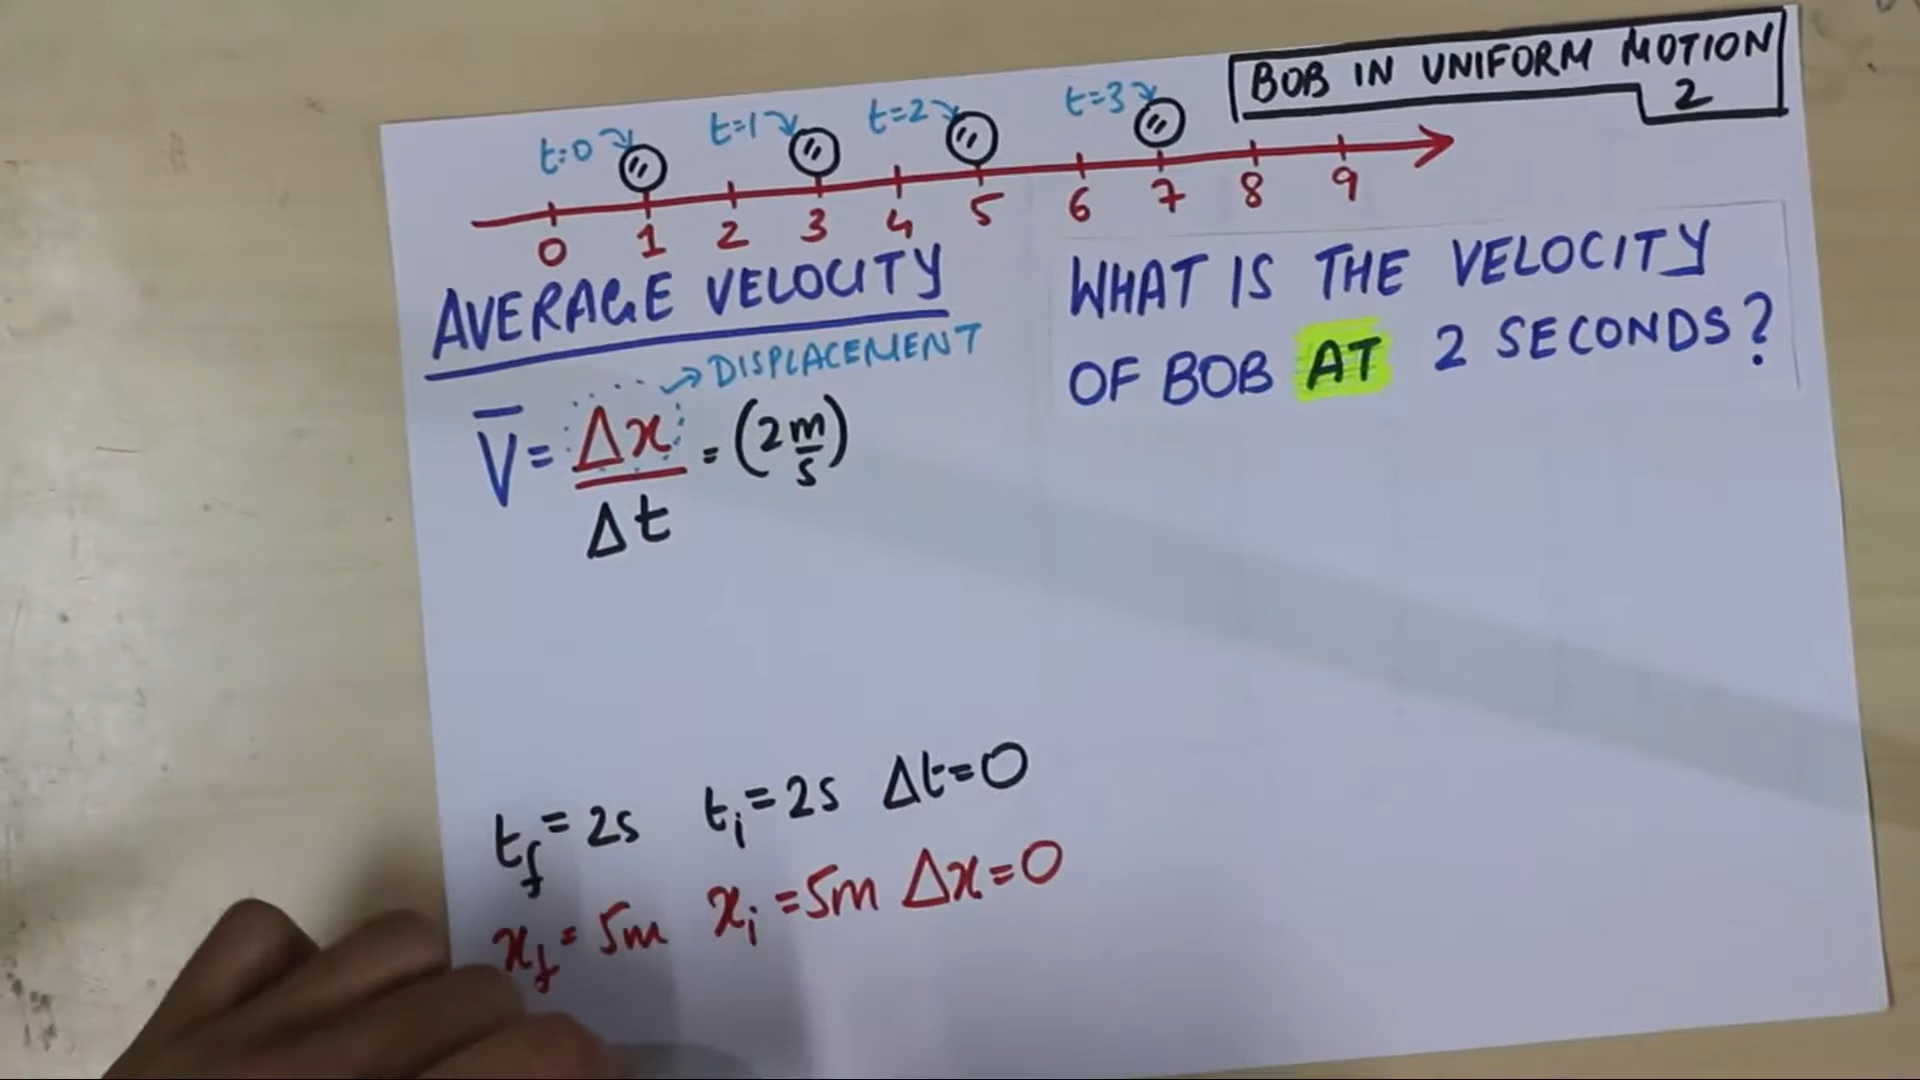 BOB IN UNIFORM MOTION
2
t=0 t=1 t=2 t=3
0 1 2 3 4 5 6 7 8 9
AVERAGE VELOCITY
DISPLACEMENT
V̅ = Δx = (2 m/s)
Δt
WHAT IS THE VELOCITY
OF BOB AT 2 SECONDS?
t_f = 2s t_i = 2s Δt=0
x_f = 5m x_i = 5m Δx=0